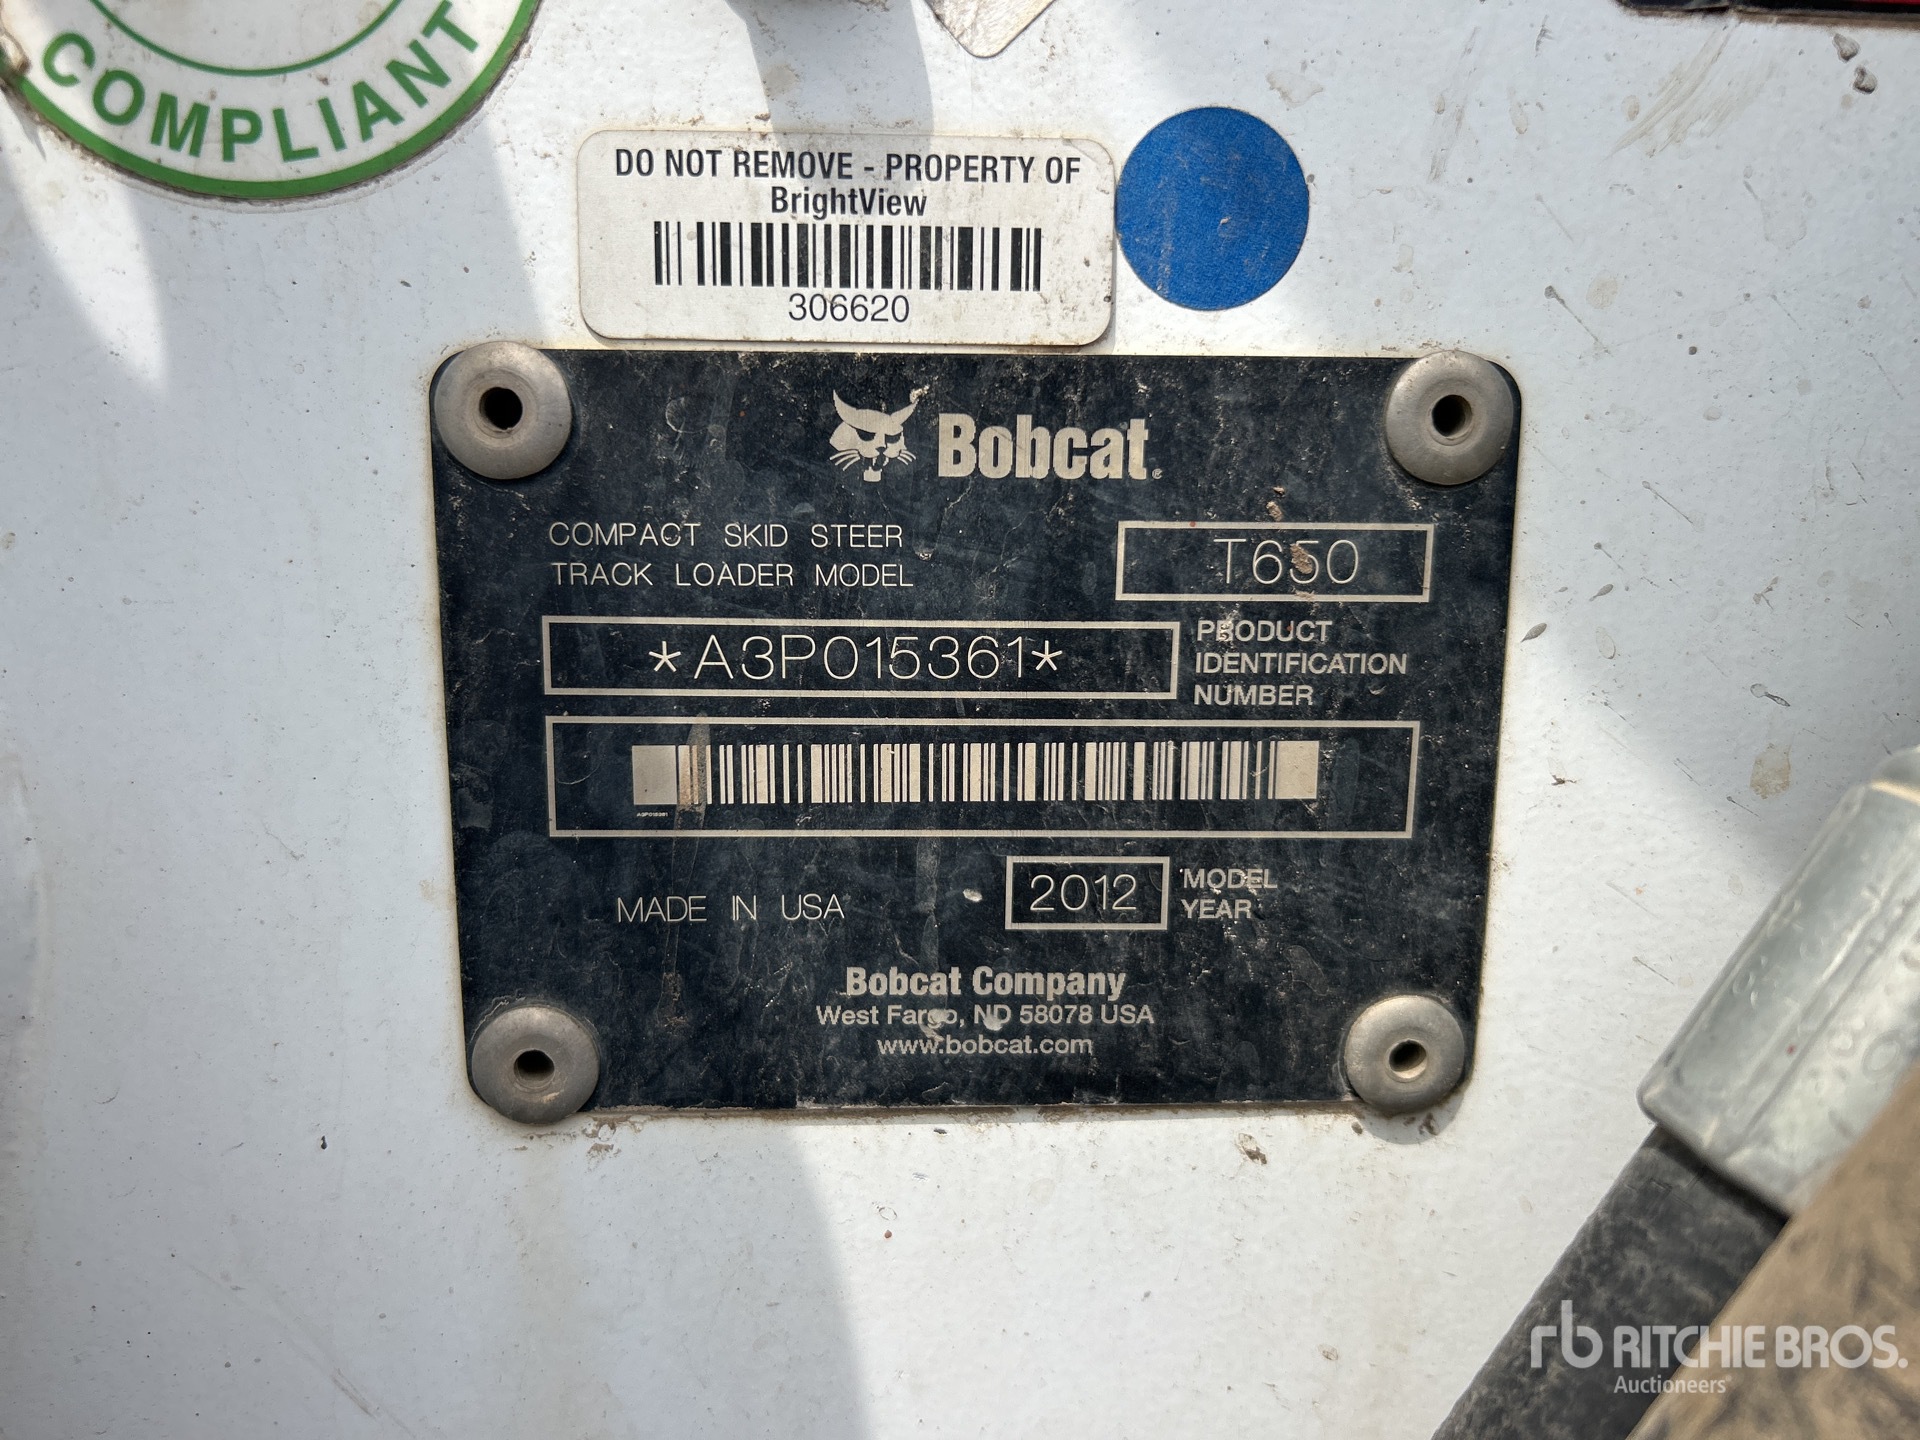 COMPLIANT
DO NOT REMOVE - PROPERTY OF
BrightView
306620
Bobcat
COMPACT SKID STEER
TRACK LOADER MODEL
T650
*A3P015361*
PRODUCT
IDENTIFICATION
NUMBER
A3P015361
MADE IN USA
2012
MODEL
YEAR
Bobcat Company
West Fargo, ND 58078 USA
www.bobcat.com
rb RITCHIE BROS.
Auctioneers